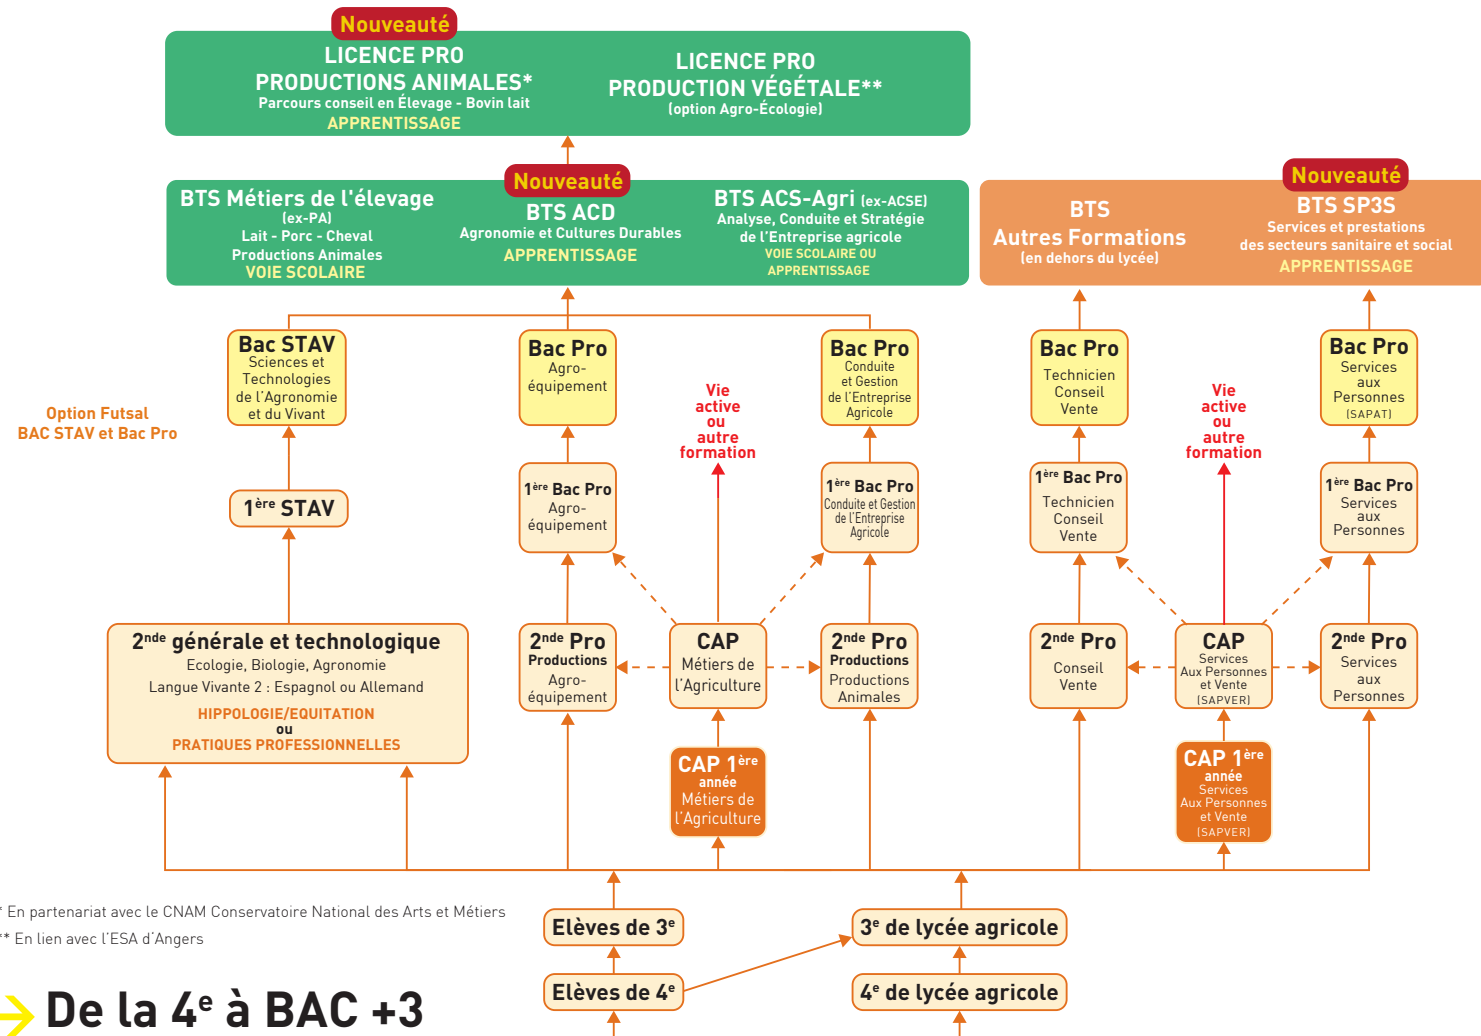 Nouveauté
LICENCE PRO
PRODUCTIONS ANIMALES*
Parcours conseil en Élevage - Bovin lait
APPRENTISSAGE
LICENCE PRO
PRODUCTION VÉGÉTALE**
(option Agro-Écologie)
BTS Métiers de l'élevage
(ex-PA)
Lait - Porc - Cheval
Productions Animales
VOIE SCOLAIRE
Nouveauté
BTS ACD
Agronomie et Cultures Durables
APPRENTISSAGE
BTS ACS-Agri (ex-ACSE)
Analyse, Conduite et Stratégie
de l'Entreprise agricole
VOIE SCOLAIRE OU
APPRENTISSAGE
BTS
Autres Formations
(en dehors du lycée)
Nouveauté
BTS SP3S
Services et prestations
des secteurs sanitaire et social
APPRENTISSAGE
Option Futsal
BAC STAV et Bac Pro
Bac STAV
Sciences et
Technologies
de l'Agronomie
et du Vivant
Bac Pro
Agro-
équipement
Vie
active
ou
autre
formation
Bac Pro
Conduite
et Gestion
de l'Entreprise
Agricole
Bac Pro
Technicien
Conseil
Vente
Vie
active
ou
autre
formation
Bac Pro
Services
aux
Personnes
(SAPAT)
1ère STAV
1ère Bac Pro
Agro-
équipement
1ère Bac Pro
Conduite et Gestion
de l'Entreprise
Agricole
1ère Bac Pro
Technicien
Conseil
Vente
1ère Bac Pro
Services
aux
Personnes
2nde générale et technologique
Ecologie, Biologie, Agronomie
Langue Vivante 2 : Espagnol ou Allemand
HIPPOLOGIE/EQUITATION
ou
PRATIQUES PROFESSIONNELLES
2nde Pro
Productions
Agro-
équipement
CAP
Métiers de
l'Agriculture
2nde Pro
Productions
Productions
Animales
2nde Pro
Conseil
Vente
CAP
Services
Aux Personnes
et Vente
(SAPVER)
2nde Pro
Services
aux
Personnes
CAP 1ère
année
Métiers de
l'Agriculture
CAP 1ère
année
Services
Aux Personnes
et Vente
(SAPVER)
* En partenariat avec le CNAM Conservatoire National des Arts et Métiers
** En lien avec l'ESA d'Angers
Elèves de 3e
3e de lycée agricole
Elèves de 4e
4e de lycée agricole
De la 4e à BAC +3